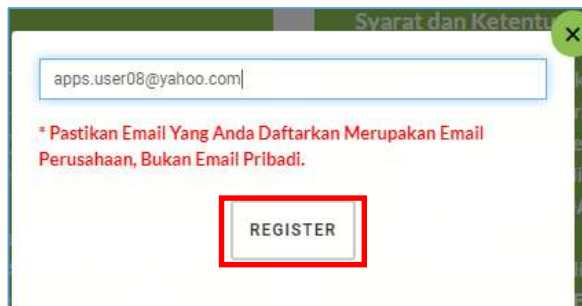 Syarat dan Ketentu
apps.user08@yahoo.com
* Pastikan Email Yang Anda Daftarkan Merupakan Email
Perusahaan, Bukan Email Pribadi.
REGISTER